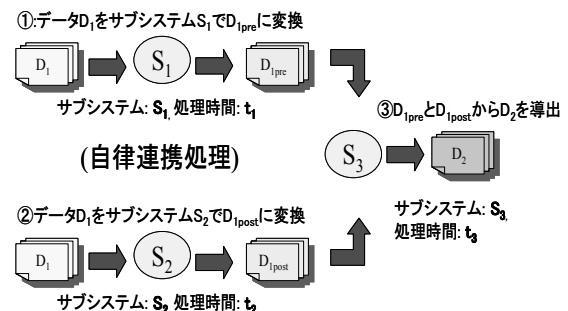 ①:データD1をサブシステムS1でD1preに変換
D1
S1
D1pre
サブシステム: S1, 処理時間: t1
(自律連携処理)
③D1preとD1postからD2を導出
S3
D2
サブシステム: S3,
処理時間: t3
②データD1をサブシステムS2でD1postに変換
D1
S2
D1post
サブシステム: S2, 処理時間: t2